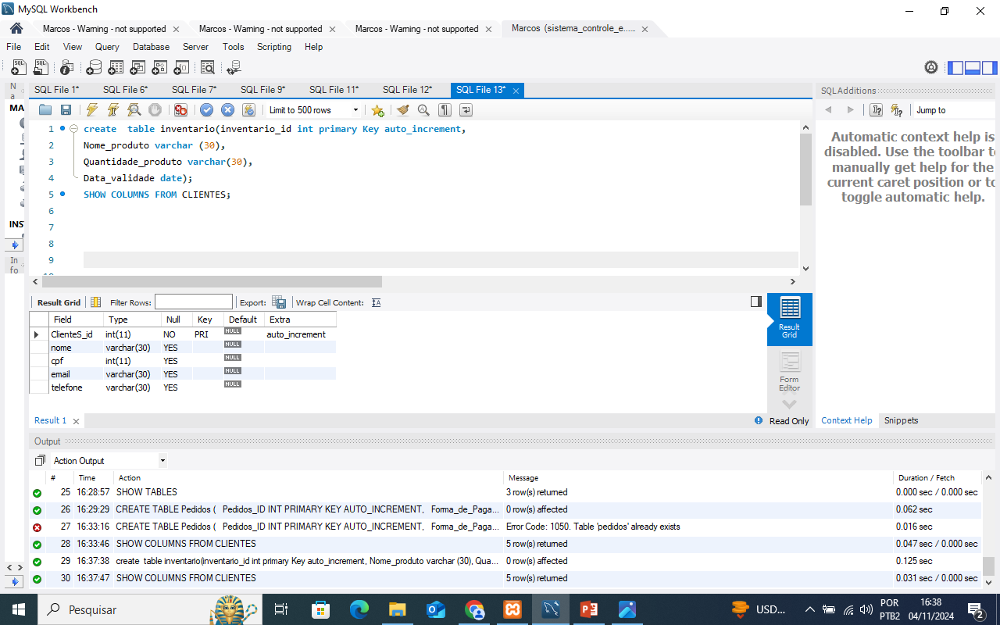 MySQL Workbench
Marcos - Warning - not supported
Marcos - Warning - not supported
Marcos - Warning - not supported
Marcos (sistema_controle_e......
File Edit View Query Database Server Tools Scripting Help
SQL File 1* SQL File 6* SQL File 7* SQL File 9* SQL File 11* SQL File 12* SQL File 13*
Limit to 500 rows
1 create table inventario(inventario_id int primary Key auto_increment,
2 Nome_produto varchar (30),
3 Quantidade_produto varchar(30),
4 Data_validade date);
5 SHOW COLUMNS FROM CLIENTES;
6
7
8
9
N
a
MA
INS
In
fo
SQLAdditions
Jump to
Automatic context help is
disabled. Use the toolbar to
manually get help for the
current caret position or to
toggle automatic help.
Result Grid Filter Rows: Export: Wrap Cell Content:
Field Type Null Key Default Extra
ClienteS_id int(11) NO PRI NULL auto_increment
nome varchar(30) YES NULL
cpf int(11) YES NULL
email varchar(30) YES NULL
telefone varchar(30) YES NULL
Result
Grid
Form
Editor
Result 1
Read Only
Context Help Snippets
Output
Action Output
# Time Action Message Duration / Fetch
25 16:28:57 SHOW TABLES 3 row(s) returned 0.000 sec / 0.000 sec
26 16:29:29 CREATE TABLE Pedidos ( Pedidos_ID INT PRIMARY KEY AUTO_INCREMENT, Forma_de_Paga... 0 row(s) affected 0.062 sec
27 16:33:16 CREATE TABLE Pedidos ( Pedidos_ID INT PRIMARY KEY AUTO_INCREMENT, Forma_de_Paga... Error Code: 1050. Table 'pedidos' already exists 0.016 sec
28 16:33:46 SHOW COLUMNS FROM CLIENTES 5 row(s) returned 0.047 sec / 0.000 sec
29 16:37:38 create table inventario(inventario_id int primary Key auto_increment, Nome_produto varchar (30), Qua... 0 row(s) affected 0.125 sec
30 16:37:47 SHOW COLUMNS FROM CLIENTES 5 row(s) returned 0.031 sec / 0.000 sec
Pesquisar
USD...
POR
PTB2
16:38
04/11/2024
2